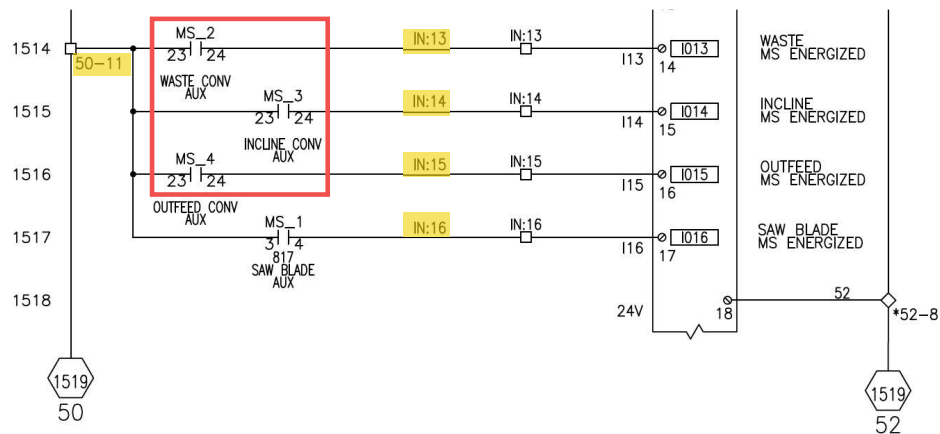 1514
50-11
MS_2
23 24
WASTE CONV
AUX
IN:13
IN:13
I13
14
I013
WASTE
MS ENERGIZED
1515
MS_3
23 24
INCLINE CONV
AUX
IN:14
IN:14
I14
15
I014
INCLINE
MS ENERGIZED
1516
MS_4
23 24
OUTFEED CONV
AUX
IN:15
IN:15
I15
16
I015
OUTFEED
MS ENERGIZED
1517
MS_1
3 4
817
SAW BLADE
AUX
IN:16
IN:16
I16
17
I016
SAW BLADE
MS ENERGIZED
1518
24V
18
52
*52-8
1519
50
1519
52